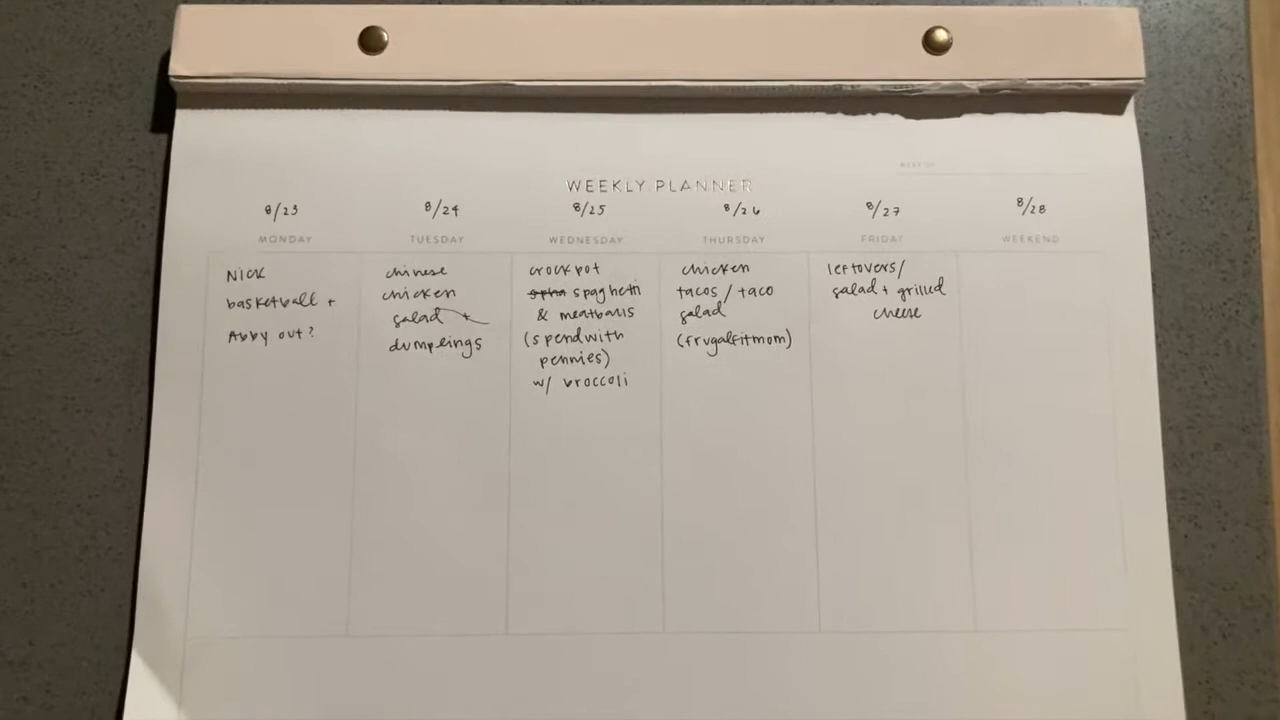 WEEK OF
WEEKLY PLANNER
8/23
8/24
8/25
8/26
8/27
8/28
MONDAY
TUESDAY
WEDNESDAY
THURSDAY
FRIDAY
WEEKEND
Nick
basketball +
Abby out?
chinese
chicken
salad +
dumplings
crockpot
spaghetti
& meatballs
(spendwith
pennies)
w/ broccoli
chicken
tacos / taco
salad
(frugalfitmom)
leftovers/
salad + grilled
cheese